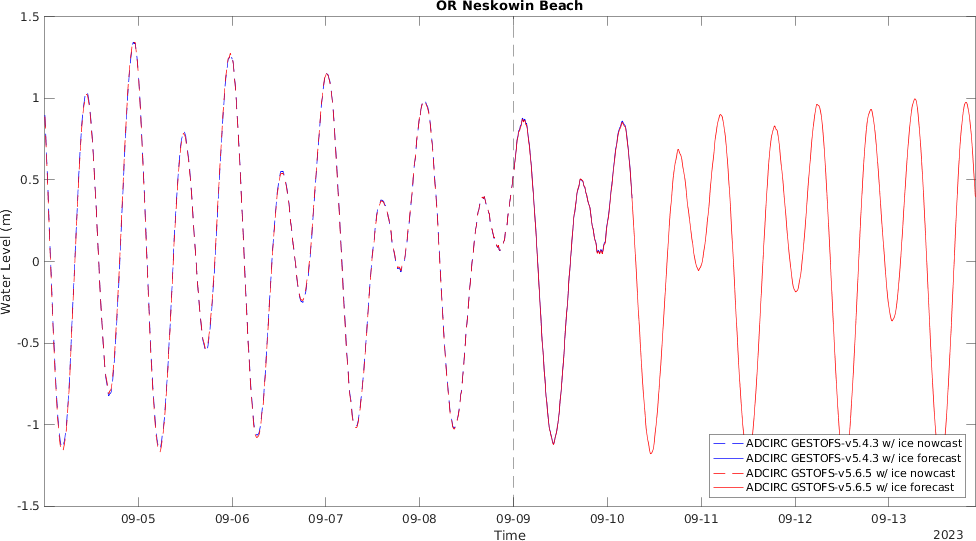 OR Neskowin Beach
1.5
1
0.5
0
-0.5
-1
-1.5
Water Level (m)
09-05 09-06 09-07 09-08 09-09 09-10 09-11 09-12 09-13
Time
2023
ADCIRC GESTOFS-v5.4.3 w/ ice nowcast
ADCIRC GESTOFS-v5.4.3 w/ ice forecast
ADCIRC GSTOFS-v5.6.5 w/ ice nowcast
ADCIRC GSTOFS-v5.6.5 w/ ice forecast